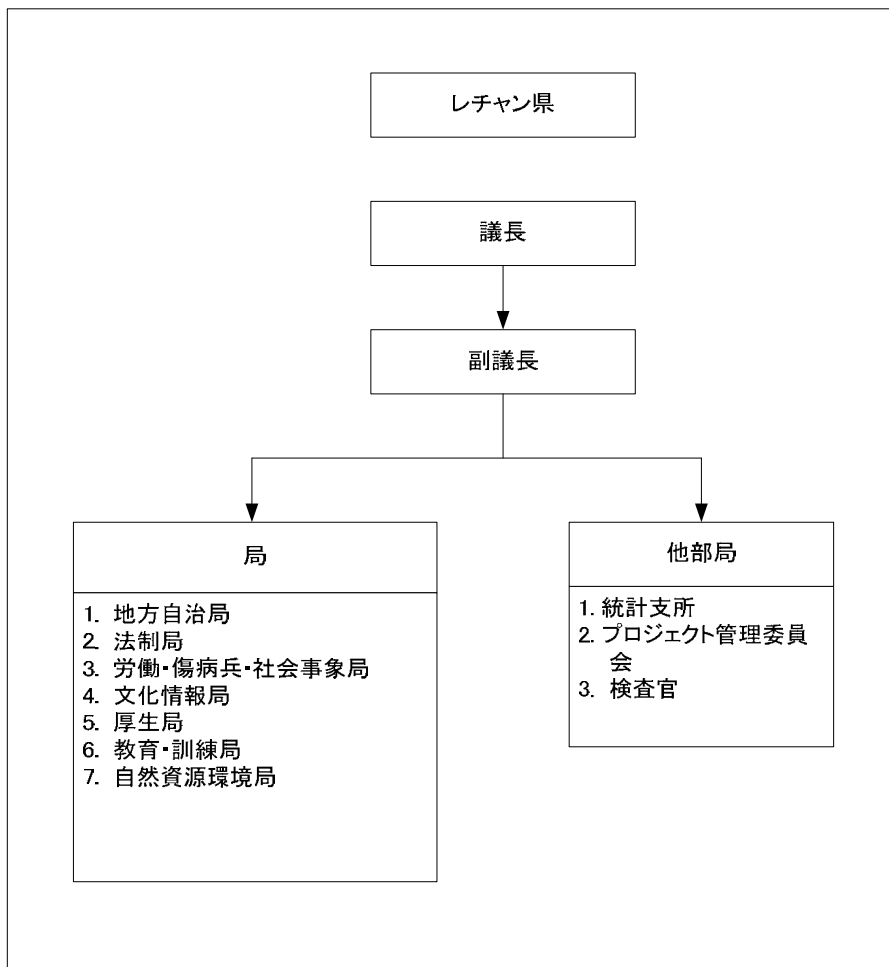 レチャン県
議長
副議長
局
1. 地方自治局
2. 法制局
3. 労働・傷病兵・社会事象局
4. 文化情報局
5. 厚生局
6. 教育・訓練局
7. 自然資源環境局
他部局
1. 統計支所
2. プロジェクト管理委員
会
3. 検査官